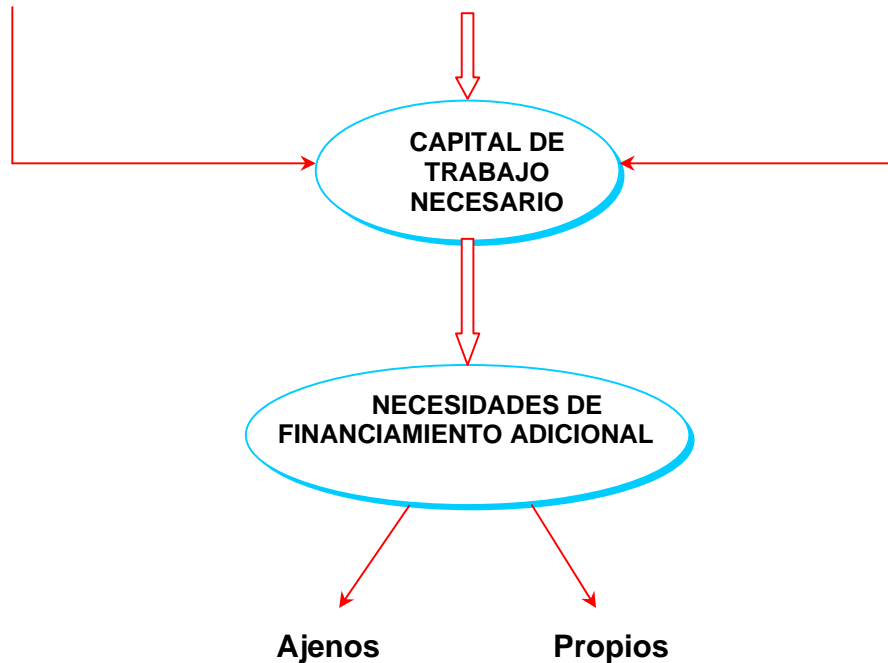 CAPITAL DE
TRABAJO
NECESARIO
NECESIDADES DE
FINANCIAMIENTO ADICIONAL
Ajenos Propios